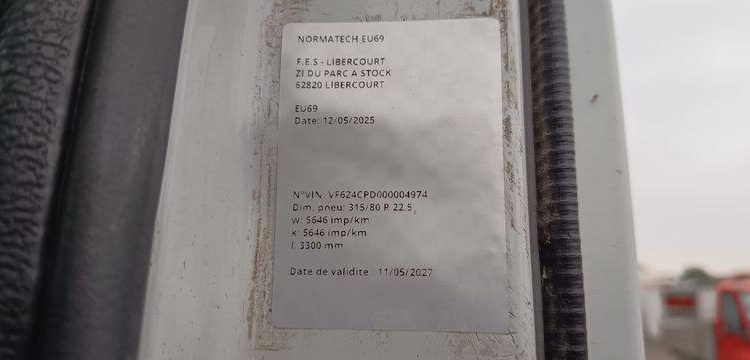 NORMATECH EU69
F.E.S - LIBERCOURT
ZI DU PARC A STOCK
62820 LIBERCOURT
EU69
Date: 12/05/2025
N°VIN: VF624CPD000004974
Dim. pneu: 315/80 R 22.5
w: 5646 imp/km
k: 5646 imp/km
l: 3300 mm
Date de validite : 11/05/2027